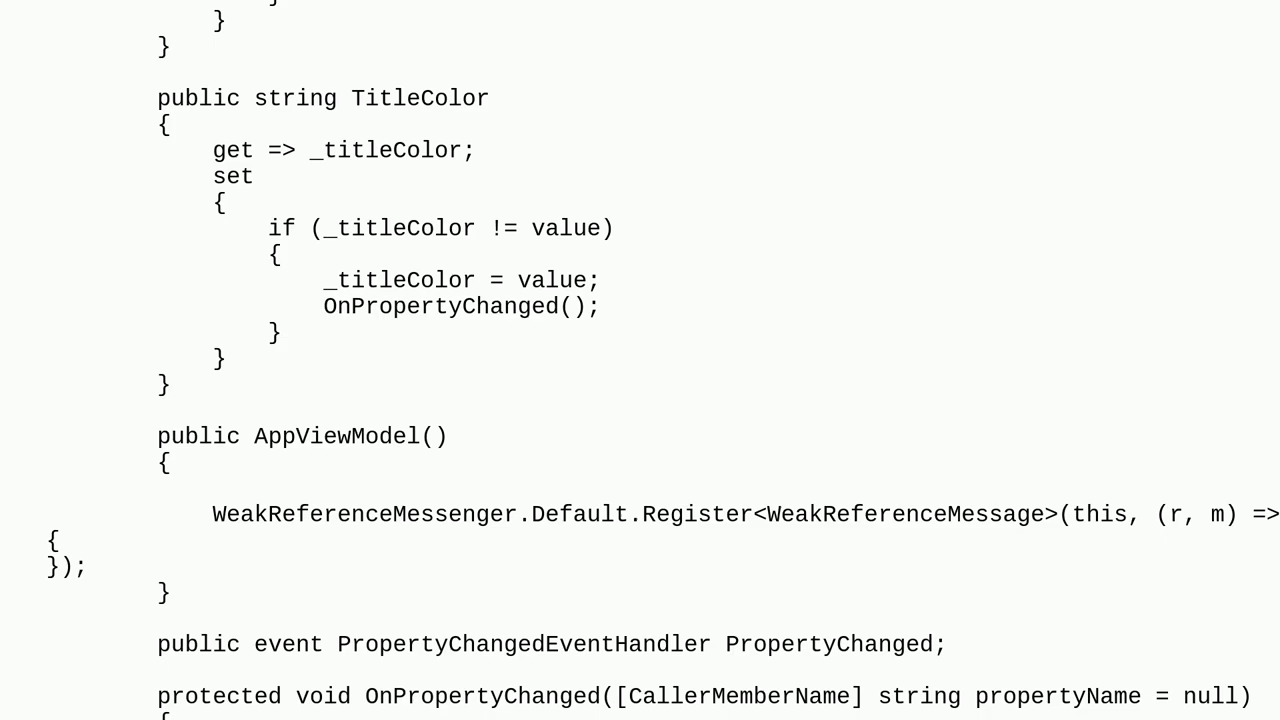 }
}
}
public string TitleColor
{
get => _titleColor;
set
{
if (_titleColor != value)
{
_titleColor = value;
OnPropertyChanged();
}
}
}
public AppViewModel()
{
WeakReferenceMessenger.Default.Register<WeakReferenceMessage>(this, (r, m) =>
{
});
}
public event PropertyChangedEventHandler PropertyChanged;
protected void OnPropertyChanged([CallerMemberName] string propertyName = null)
{